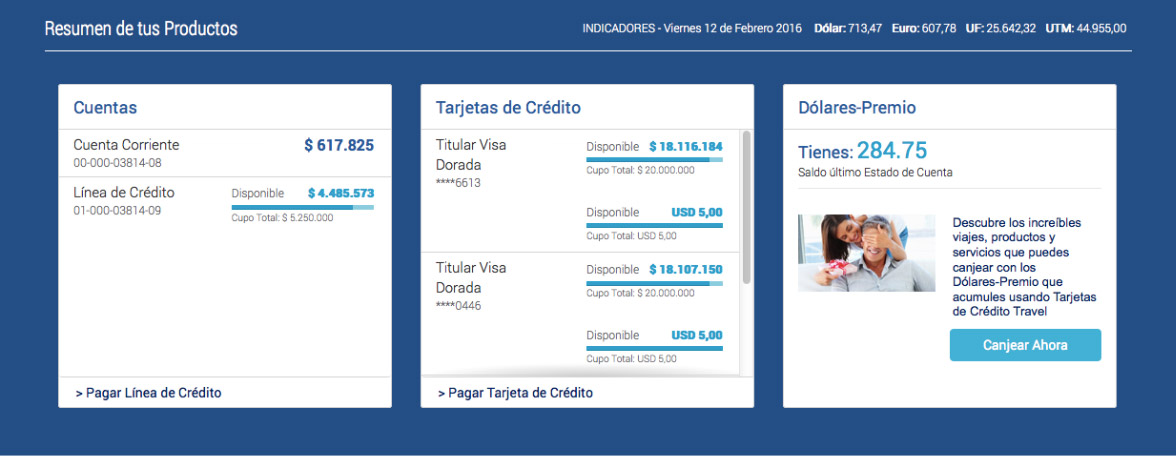 Resumen de tus Productos
INDICADORES - Viernes 12 de Febrero 2016 Dólar: 713,47 Euro: 607,78 UF: 25.642,32 UTM: 44.955,00
Cuentas
Cuenta Corriente $ 617.825
00-000-03814-08
Línea de Crédito Disponible $ 4.485.573
01-000-03814-09 Cupo Total: $ 5.250.000
> Pagar Línea de Crédito
Tarjetas de Crédito
Titular Visa Disponible $ 18.116.184
Dorada Cupo Total: $ 20.000.000
****6613
Disponible USD 5,00
Cupo Total: USD 5,00
Titular Visa Disponible $ 18.107.150
Dorada Cupo Total: $ 20.000.000
****0446
Disponible USD 5,00
Cupo Total: USD 5,00
> Pagar Tarjeta de Crédito
Dólares-Premio
Tienes: 284.75
Saldo último Estado de Cuenta
Descubre los increíbles
viajes, productos y
servicios que puedes
canjear con los
Dólares-Premio que
acumules usando Tarjetas
de Crédito Travel
Canjear Ahora